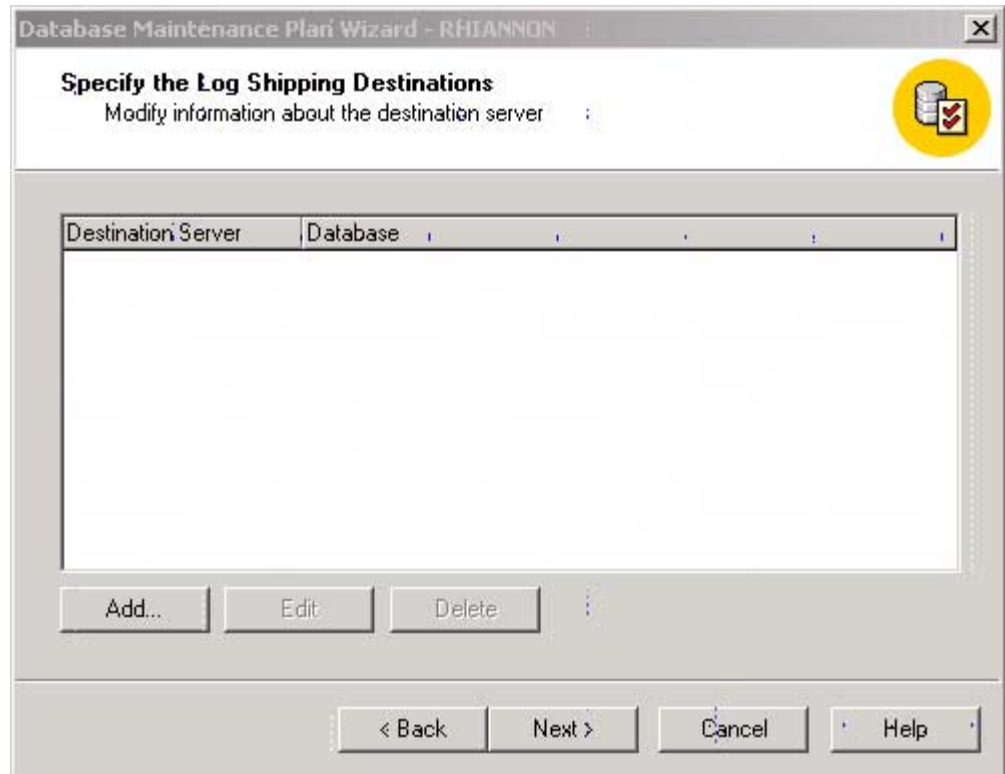 Database Maintenance Plan Wizard - RHIANNON
Specify the Log Shipping Destinations
Modify information about the destination server
Destination Server Database
Add... Edit Delete
< Back Next > Cancel Help